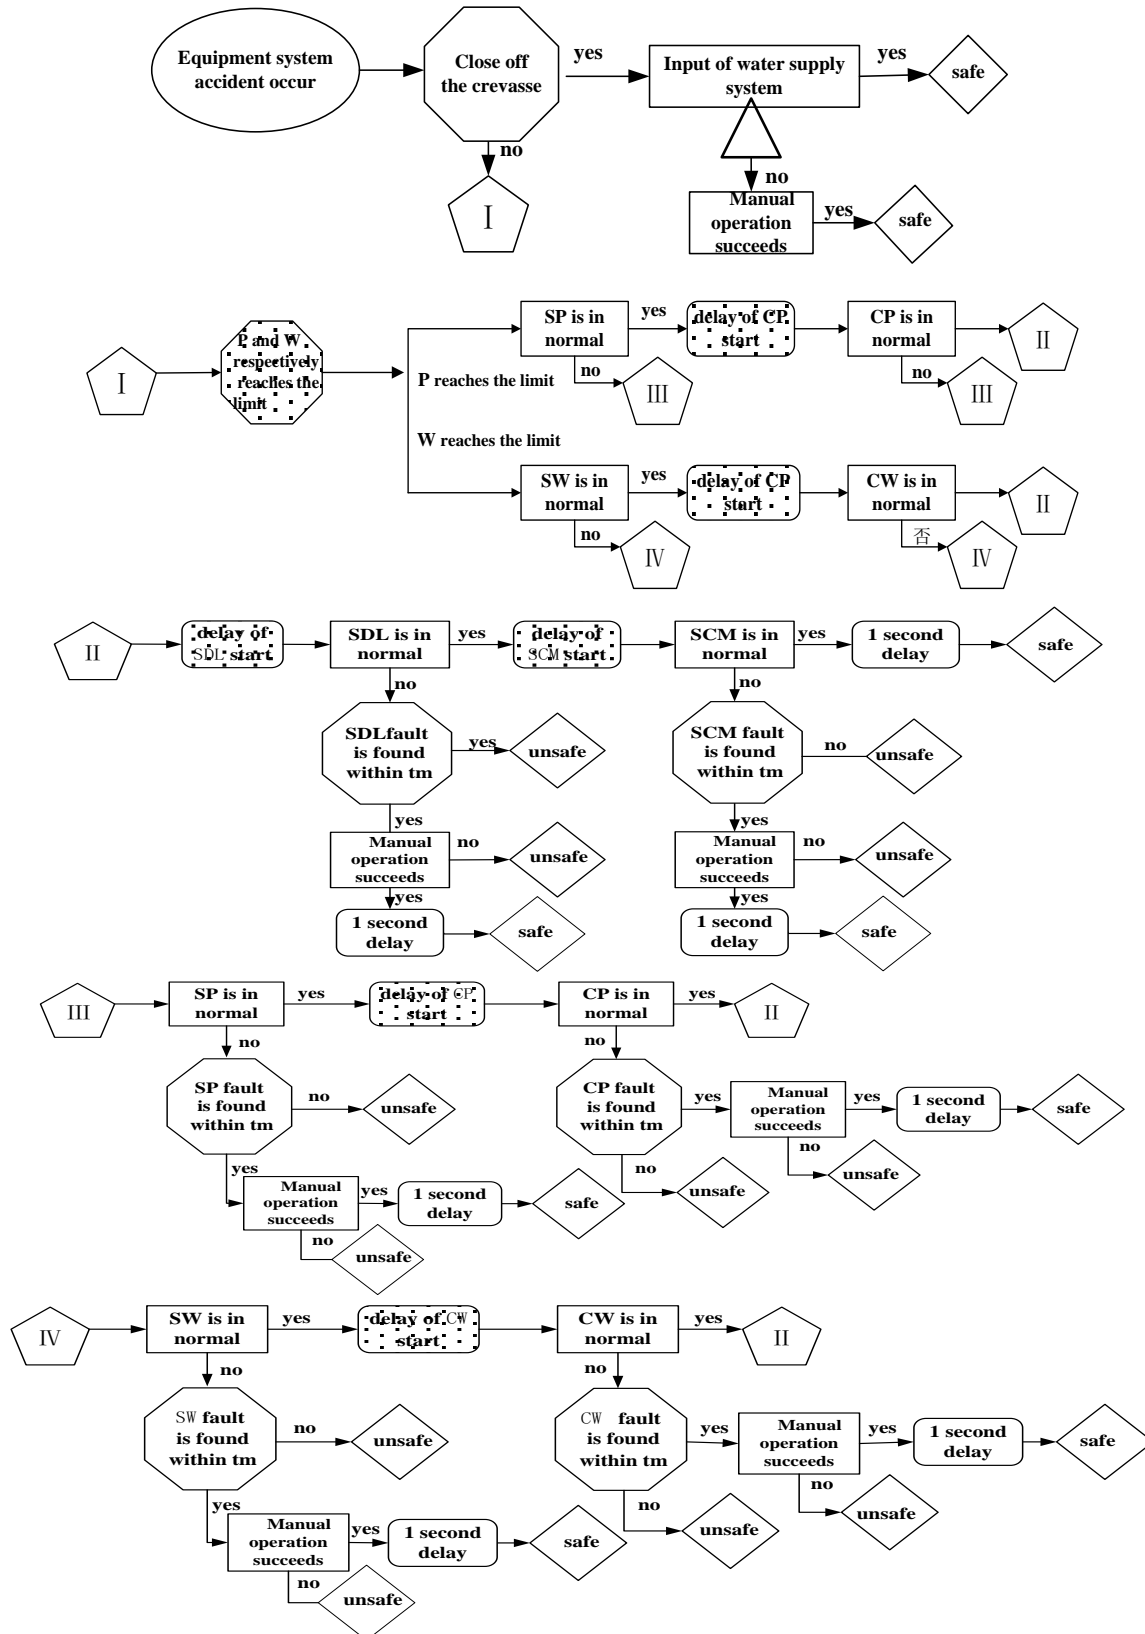 Equipment system
accident occur
Close off
the crevasse
yes
Input of water supply
system
yes
safe
no
I
no
Manual
operation
succeeds
yes
safe
I
P and W
respectively
reaches the
limit
P reaches the limit
W reaches the limit
SP is in
normal
yes
delay of CP
start
CP is in
normal
II
no
III
no
III
SW is in
normal
yes
delay of CP
start
CW is in
normal
II
no
IV
否
IV
II
delay of
SDL start
SDL is in
normal
yes
delay of
SCM start
SCM is in
normal
yes
1 second
delay
safe
no
no
SDLfault
is found
within tm
yes
unsafe
SCM fault
is found
within tm
no
unsafe
yes
yes
Manual
operation
succeeds
no
unsafe
Manual
operation
succeeds
no
unsafe
yes
yes
1 second
delay
safe
1 second
delay
safe
III
SP is in
normal
yes
delay of CP
start
CP is in
normal
yes
II
no
no
SP fault
is found
within tm
no
unsafe
CP fault
is found
within tm
yes
Manual
operation
succeeds
yes
1 second
delay
safe
no
unsafe
no
unsafe
yes
Manual
operation
succeeds
yes
1 second
delay
safe
no
unsafe
IV
SW is in
normal
yes
delay of CW
start
CW is in
normal
yes
II
no
no
SW fault
is found
within tm
no
unsafe
CW fault
is found
within tm
yes
Manual
operation
succeeds
yes
1 second
delay
safe
no
unsafe
no
unsafe
yes
Manual
operation
succeeds
yes
1 second
delay
safe
no
unsafe